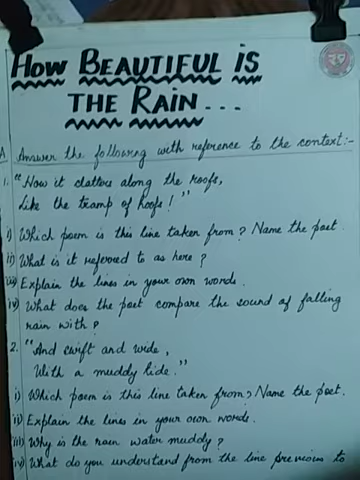 How BEAUTIFUL is
THE RAIN...
A Answer the following with reference to the context:-
1. "How it clatters along the roofs,
Like the tramp of hoofs!"
i) Which poem is this line taken from? Name the poet.
ii) What is it referred to as here?
iii) Explain the lines in your own words.
iv) What does the poet compare the sound of falling
rain with?
2. "And swift and wide,
With a muddy tide."
i) Which poem is this line taken from? Name the poet.
ii) Explain the lines in your own words.
iii) Why is the rain water muddy?
iv) What do you understand from the line previous to